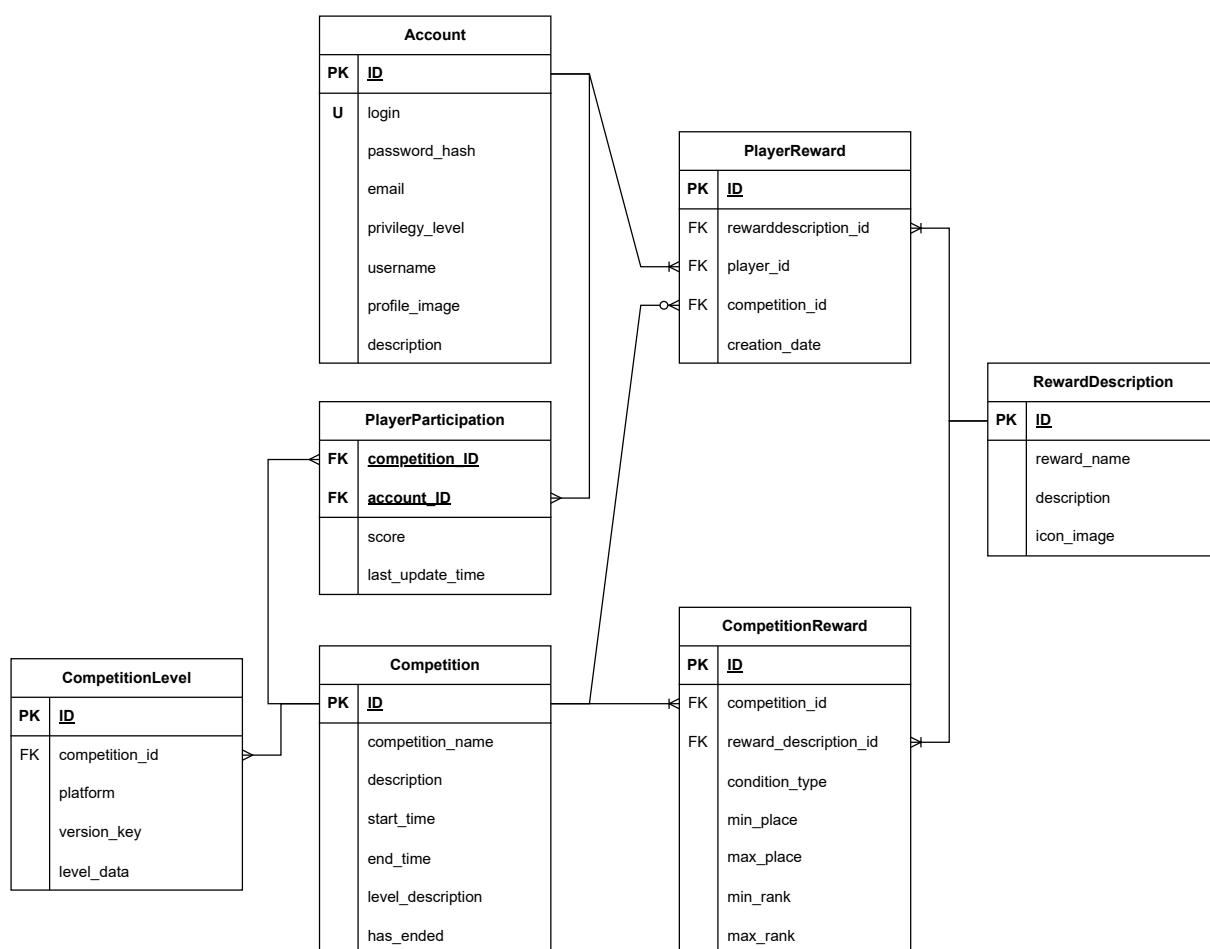 Account
PK ID
U login
password_hash
email
privilegy_level
username
profile_image
description
PlayerReward
PK ID
FK rewarddescription_id
FK player_id
FK competition_id
creation_date
RewardDescription
PK ID
reward_name
description
icon_image
PlayerParticipation
FK competition_ID
FK account_ID
score
last_update_time
CompetitionLevel
PK ID
FK competition_id
platform
version_key
level_data
Competition
PK ID
competition_name
description
start_time
end_time
level_description
has_ended
CompetitionReward
PK ID
FK competition_id
FK reward_description_id
condition_type
min_place
max_place
min_rank
max_rank